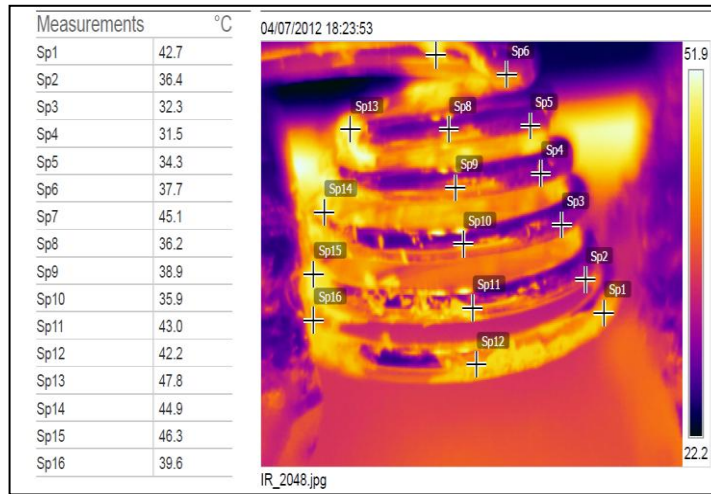 Measurements °C
Sp1 42.7
Sp2 36.4
Sp3 32.3
Sp4 31.5
Sp5 34.3
Sp6 37.7
Sp7 45.1
Sp8 36.2
Sp9 38.9
Sp10 35.9
Sp11 43.0
Sp12 42.2
Sp13 47.8
Sp14 44.9
Sp15 46.3
Sp16 39.6
04/07/2012 18:23:53
51.9
Sp6
Sp13 Sp8 Sp5
Sp9 Sp4
Sp14 Sp10 Sp3
Sp15 Sp2
Sp16 Sp11 Sp1
Sp12
22.2
IR_2048.jpg